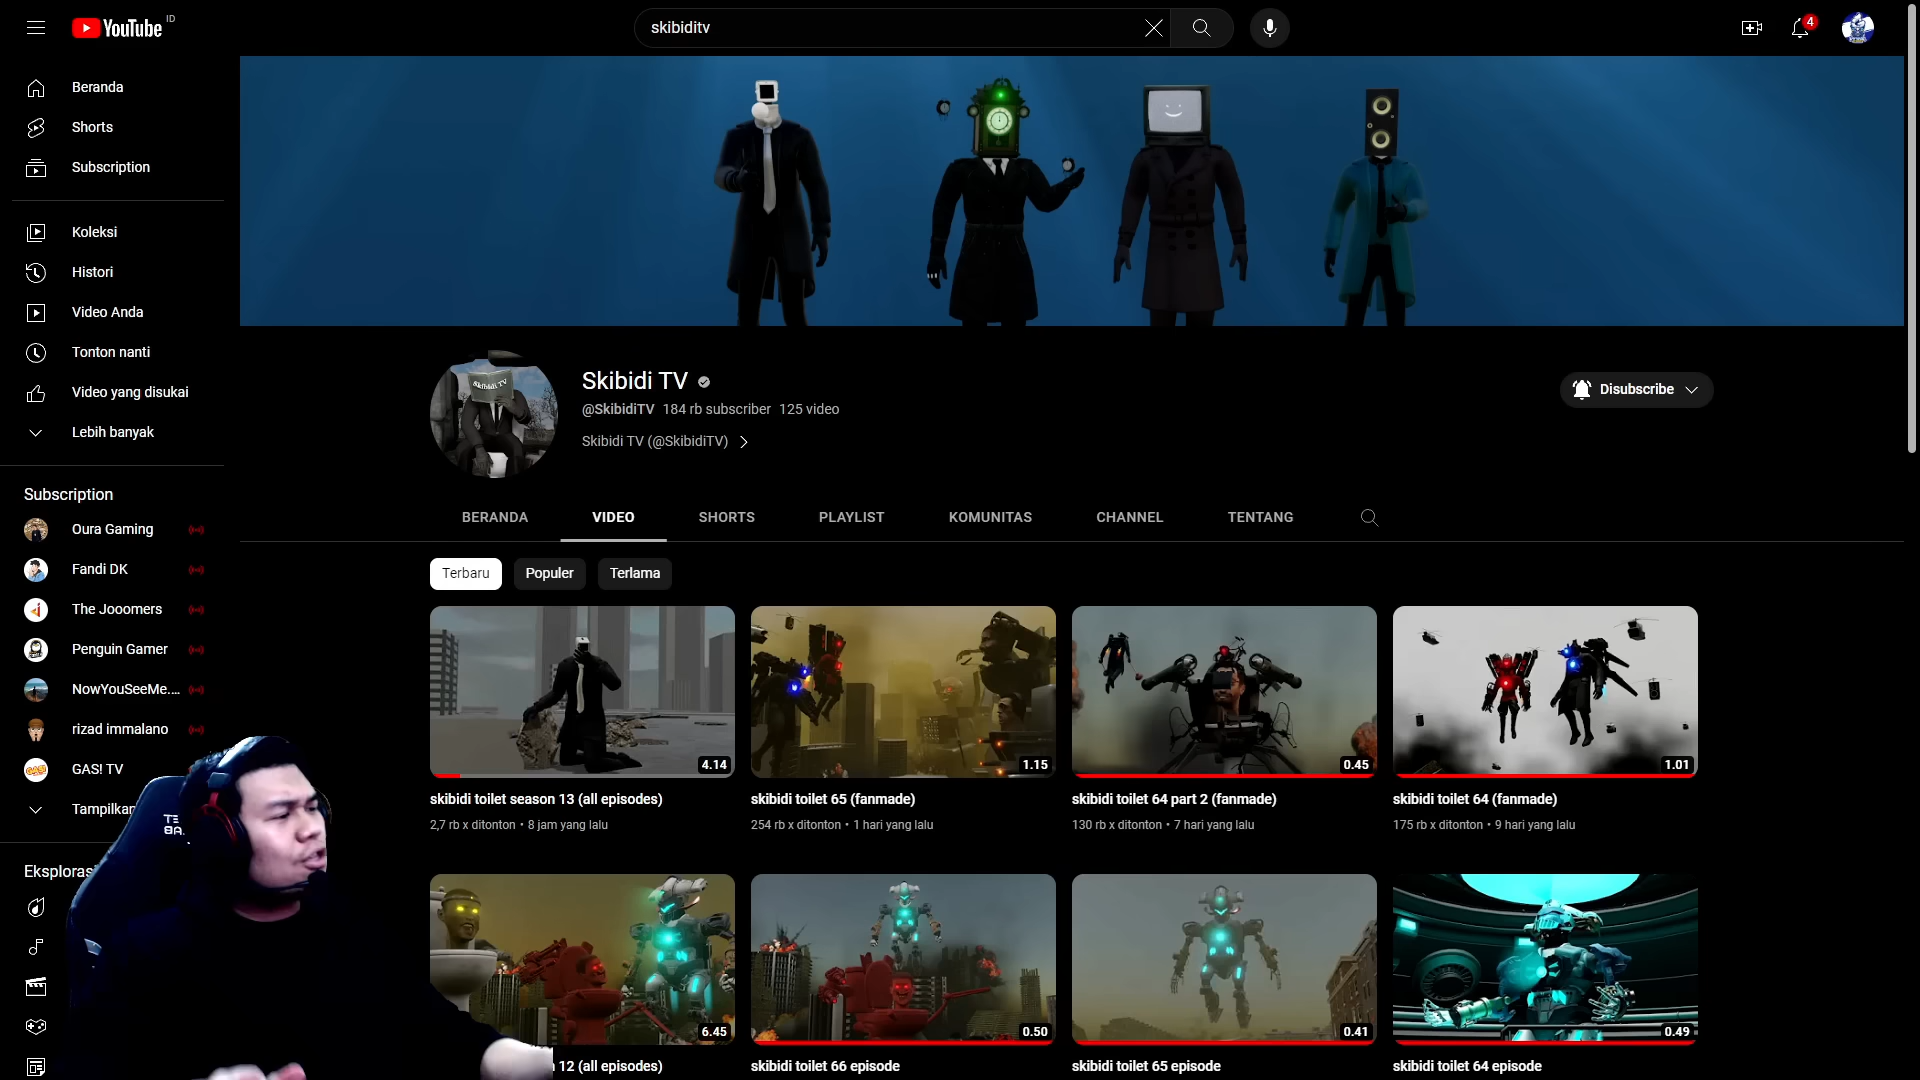 YouTube ID
skibiditv
4
Beranda
Shorts
Subscription
Koleksi
Histori
Video Anda
Tonton nanti
Video yang disukai
Lebih banyak
Subscription
Oura Gaming
Fandi DK
The Jooomers
Penguin Gamer
NowYouSeeMe....
rizad immalano
GAS! TV
Tampilkan
Eksplorasi
Skibidi TV
Skibidi TV
@SkibidiTV 184 rb subscriber 125 video
Skibidi TV (@SkibidiTV)
Disubscribe
BERANDA VIDEO SHORTS PLAYLIST KOMUNITAS CHANNEL TENTANG
Terbaru Populer Terlama
4.14 1.15 0.45 1.01
skibidi toilet season 13 (all episodes)
2,7 rb x ditonton • 8 jam yang lalu
skibidi toilet 65 (fanmade)
254 rb x ditonton • 1 hari yang lalu
skibidi toilet 64 part 2 (fanmade)
130 rb x ditonton • 7 hari yang lalu
skibidi toilet 64 (fanmade)
175 rb x ditonton • 9 hari yang lalu
6.45 0.50 0.41 0.49
12 (all episodes)
skibidi toilet 66 episode
skibidi toilet 65 episode
skibidi toilet 64 episode